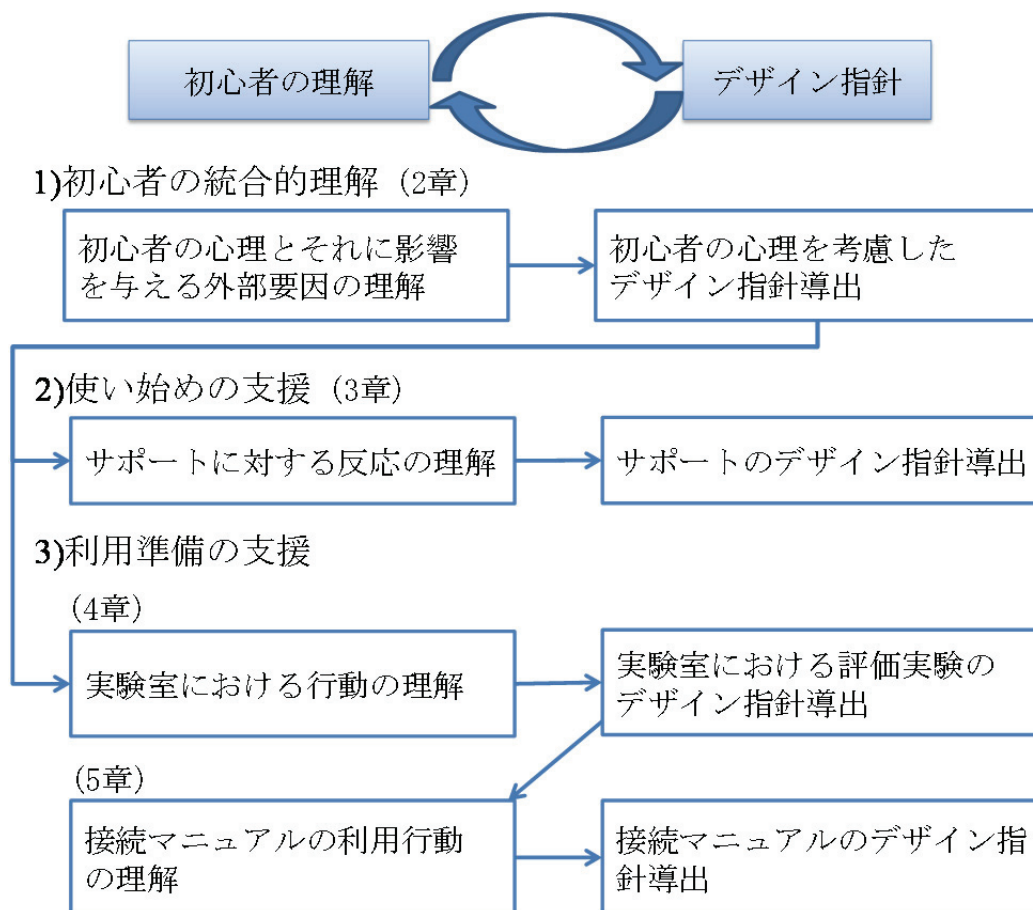 初心者の理解
デザイン指針
1)初心者の統合的理解 (2章)
初心者の心理とそれに影響
を与える外部要因の理解
初心者の心理を考慮した
デザイン指針導出
2)使い始めの支援 (3章)
サポートに対する反応の理解
サポートのデザイン指針導出
3)利用準備の支援
(4章)
実験室における行動の理解
実験室における評価実験の
デザイン指針導出
(5章)
接続マニュアルの利用行動
の理解
接続マニュアルのデザイン指
針導出